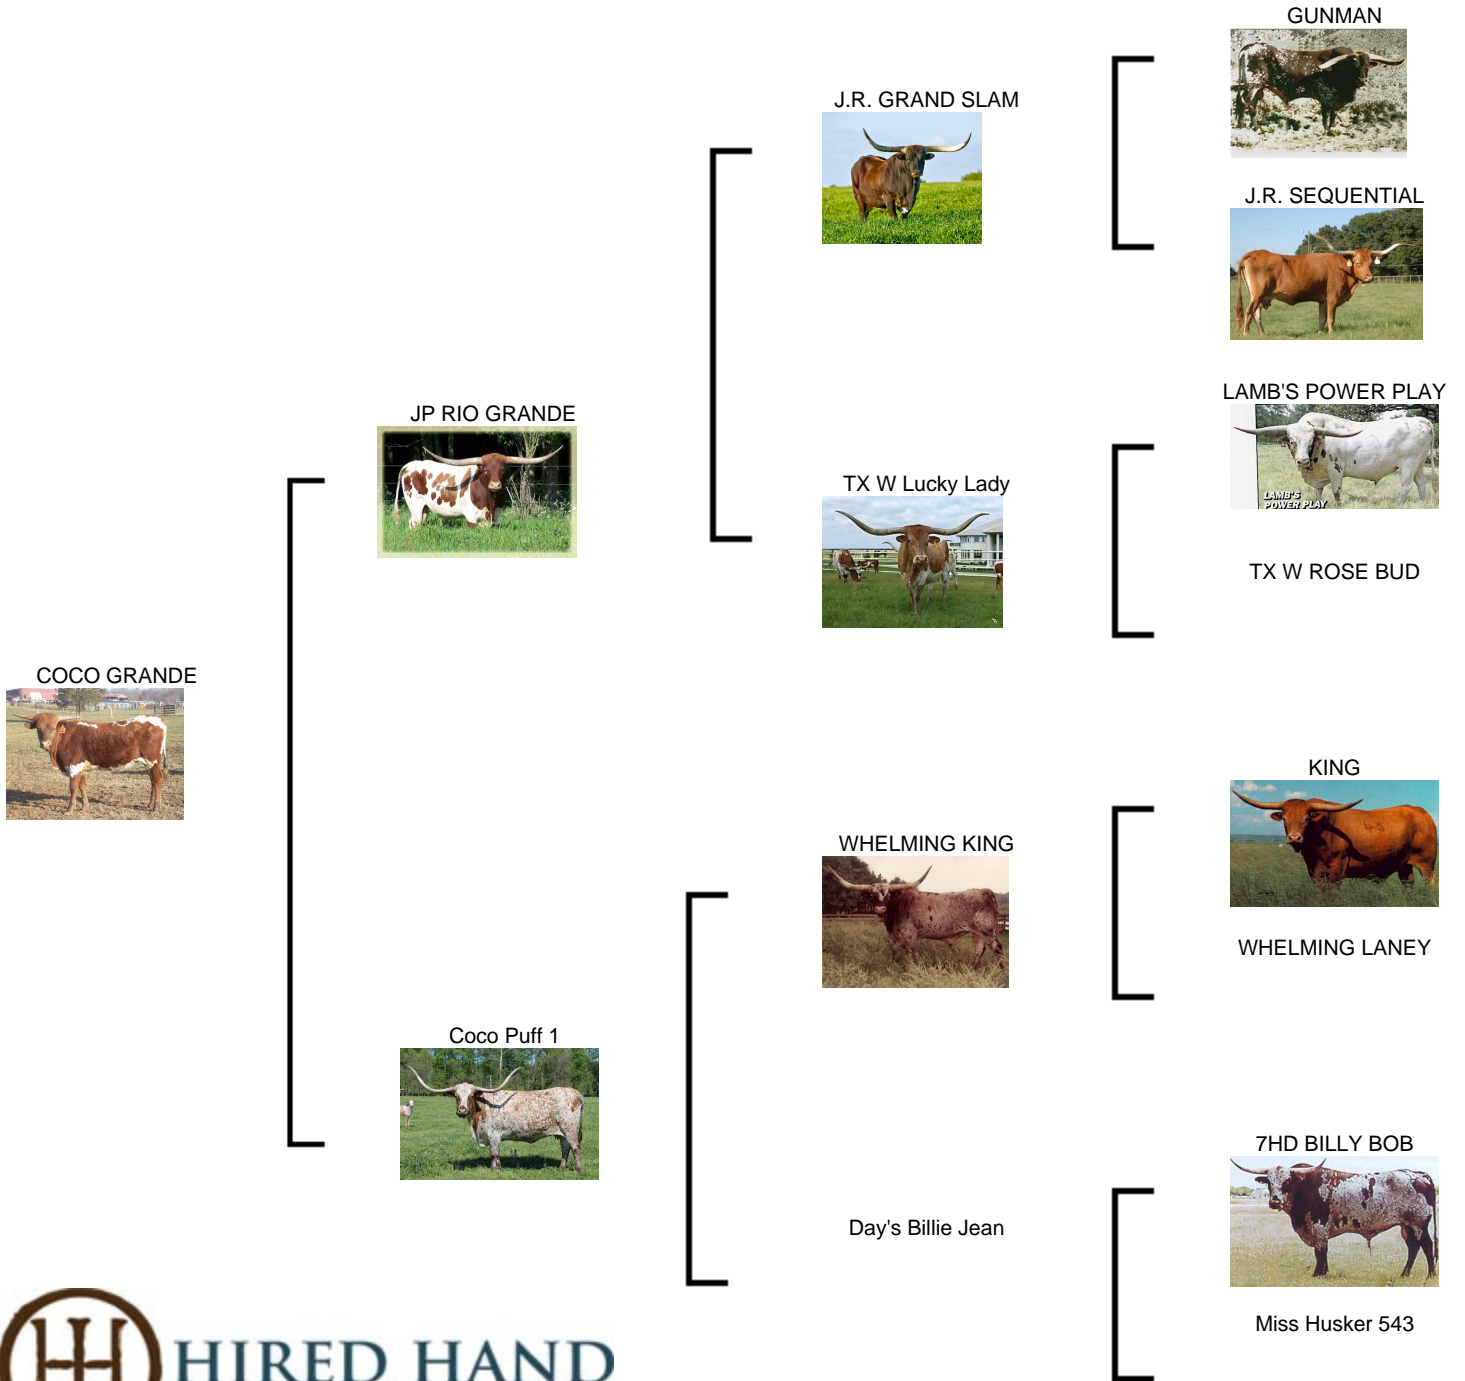 GUNMAN
J.R. GRAND SLAM
J.R. SEQUENTIAL
LAMB'S POWER PLAY
JP RIO GRANDE
TX W Lucky Lady
LAMB'S
POWER PLAY
TX W ROSE BUD
COCO GRANDE
KING
WHELMING KING
WHELMING LANEY
Coco Puff 1
7HD BILLY BOB
Day's Billie Jean
Miss Husker 543
HIRED HAND